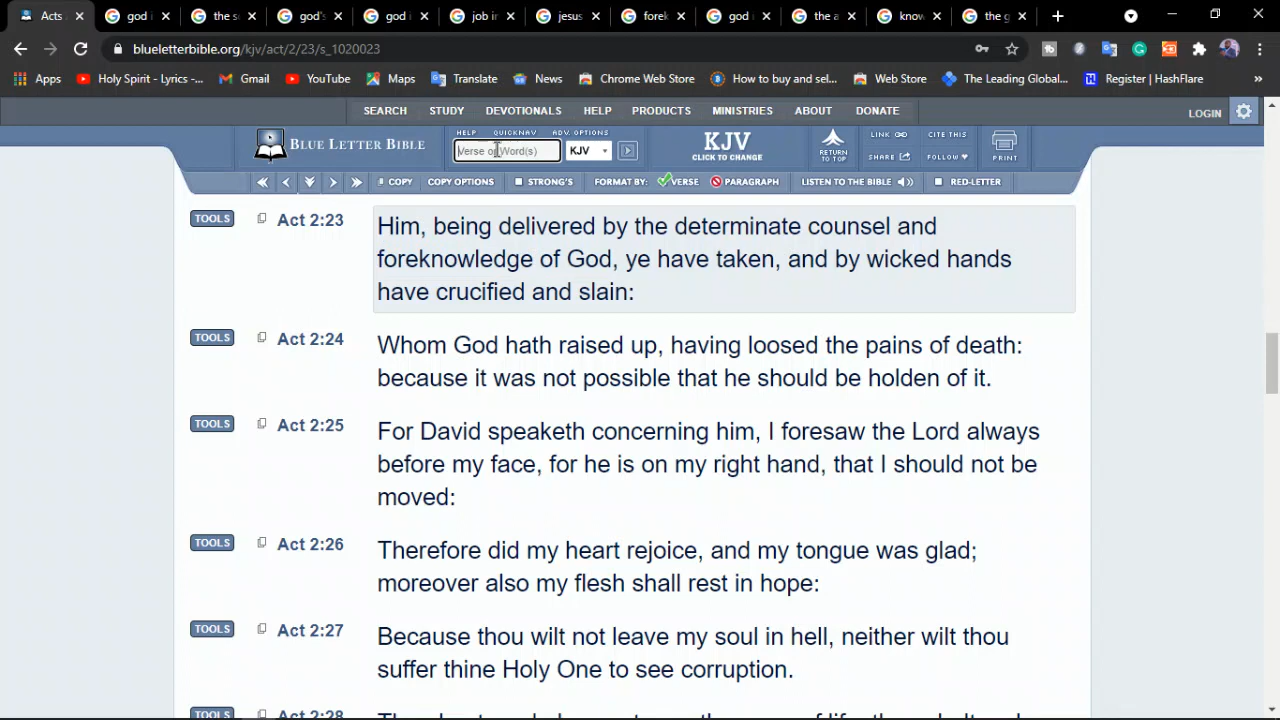 Acts
god i
the s
god's
god i
job in
jesus
forek
god i
the a
know
the g
blueletterbible.org/kjv/act/2/23/s_1020023
Apps
Holy Spirit - Lyrics -...
Gmail
YouTube
Maps
Translate
News
Chrome Web Store
How to buy and sel...
Web Store
The Leading Global...
Register | HashFlare
»
SEARCH
STUDY
DEVOTIONALS
HELP
PRODUCTS
MINISTRIES
ABOUT
DONATE
LOGIN
BLUE LETTER BIBLE
HELP
QUICKNAV
ADV. OPTIONS
Verse or Word(s)
KJV
KJV
CLICK TO CHANGE
RETURN
TO TOP
LINK
CITE THIS
SHARE
FOLLOW
PRINT
COPY
COPY OPTIONS
STRONG'S
FORMAT BY:
VERSE
PARAGRAPH
LISTEN TO THE BIBLE
RED-LETTER
TOOLS
Act 2:23
Him, being delivered by the determinate counsel and
foreknowledge of God, ye have taken, and by wicked hands
have crucified and slain:
TOOLS
Act 2:24
Whom God hath raised up, having loosed the pains of death:
because it was not possible that he should be holden of it.
TOOLS
Act 2:25
For David speaketh concerning him, I foresaw the Lord always
before my face, for he is on my right hand, that I should not be
moved:
TOOLS
Act 2:26
Therefore did my heart rejoice, and my tongue was glad;
moreover also my flesh shall rest in hope:
TOOLS
Act 2:27
Because thou wilt not leave my soul in hell, neither wilt thou
suffer thine Holy One to see corruption.
TOOLS
Act 2:28